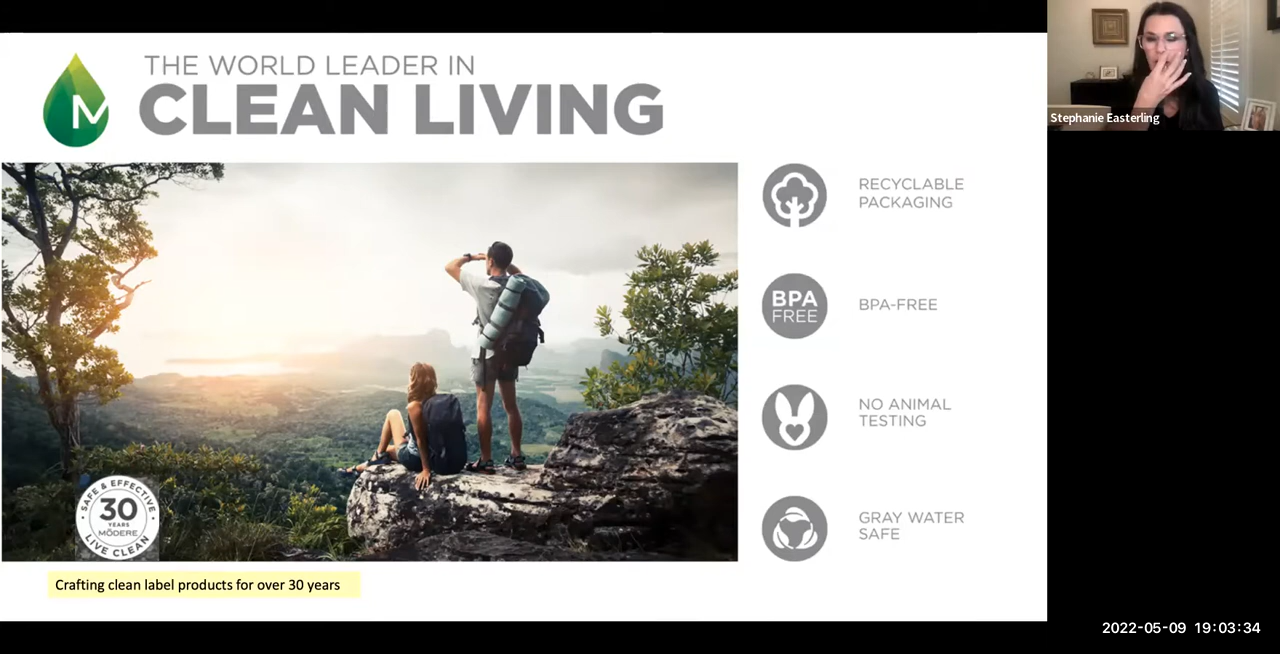 THE WORLD LEADER IN
M
CLEAN LIVING
Stephanie Easterling
RECYCLABLE
PACKAGING
BPA
FREE
BPA-FREE
NO ANIMAL
TESTING
GRAY WATER
SAFE
SAFE & EFFECTIVE
30
YEARS
MŌDERE
LIVE CLEAN
Crafting clean label products for over 30 years
2022-05-09 19:03:34